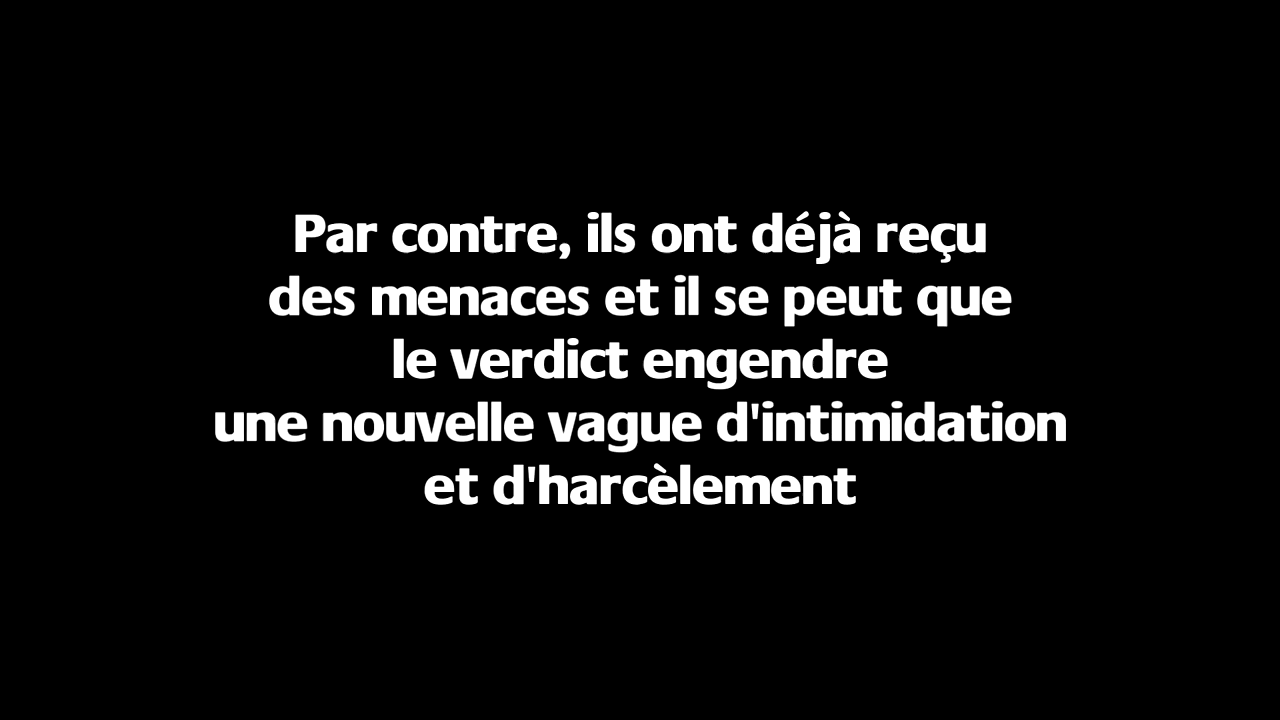 Par contre, ils ont déjà reçu
des menaces et il se peut que
le verdict engendre
une nouvelle vague d'intimidation
et d'harcèlement